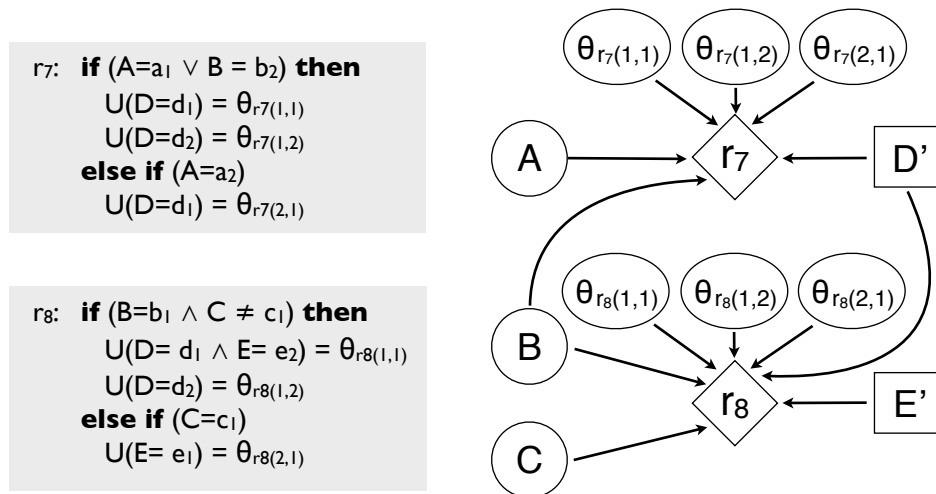 r₇: if (A=a₁ ∨ B = b₂) then
U(D=d₁) = θr₇(1,1)
U(D=d₂) = θr₇(1,2)
else if (A=a₂)
U(D=d₁) = θr₇(2,1)
r₈: if (B=b₁ ∧ C ≠ c₁) then
U(D= d₁ ∧ E= e₂) = θr₈(1,1)
U(D=d₂) = θr₈(1,2)
else if (C=c₁)
U(E= e₁) = θr₈(2,1)
θr₇(1,1) θr₇(1,2) θr₇(2,1)
A r₇ D’
θr₈(1,1) θr₈(1,2) θr₈(2,1)
B
r₈ E’
C